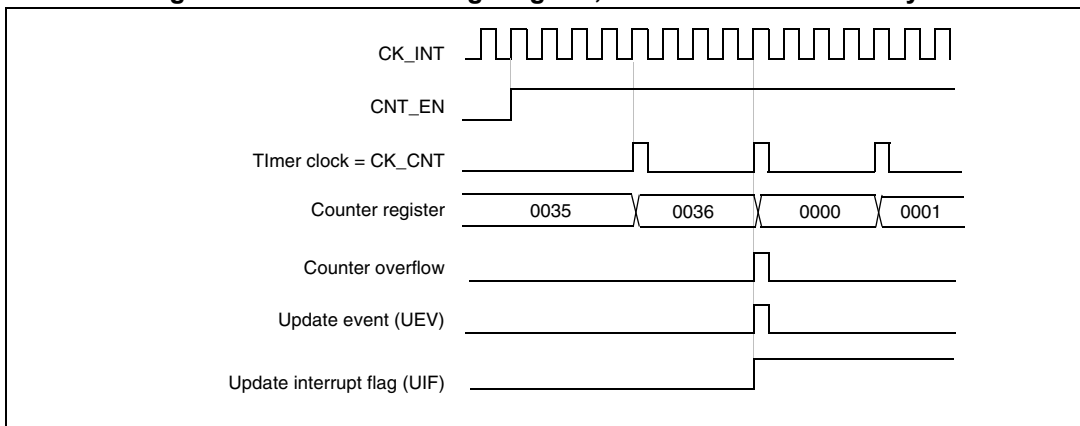 CK_INT
CNT_EN
TImer clock = CK_CNT
Counter register 0035 0036 0000 0001
Counter overflow
Update event (UEV)
Update interrupt flag (UIF)